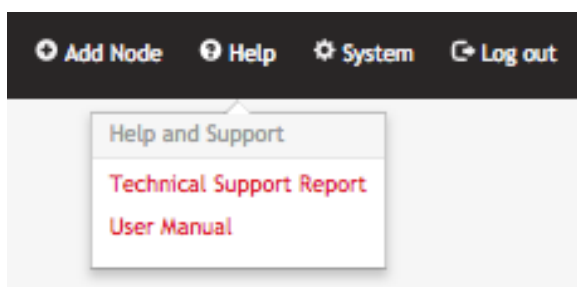 Add Node Help System Log out
Help and Support
Technical Support Report
User Manual